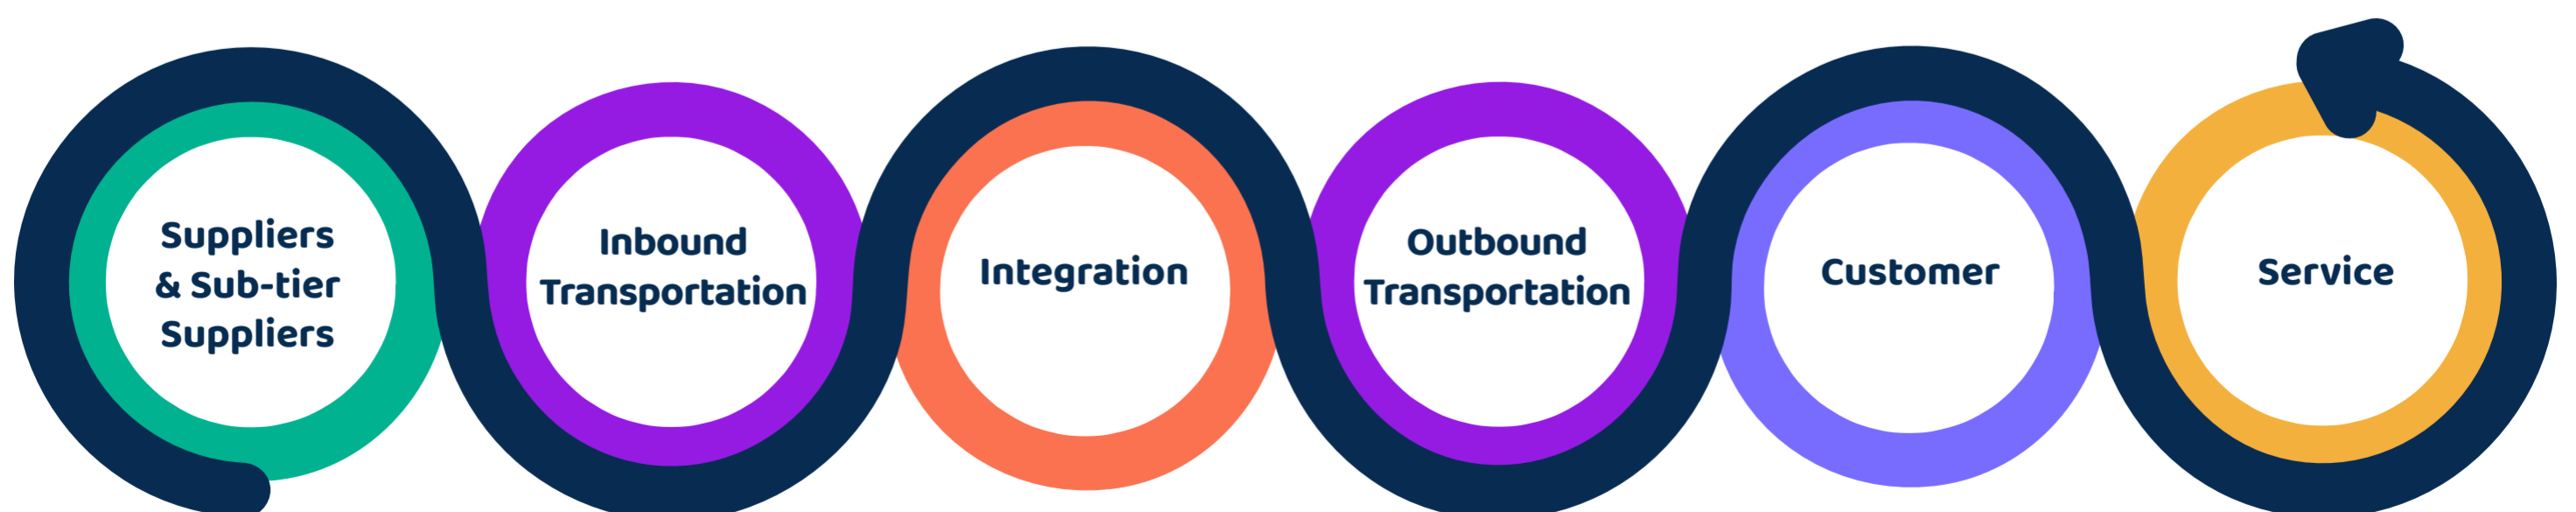 Suppliers
& Sub-tier
Suppliers
Inbound
Transportation
Integration
Outbound
Transportation
Customer
Service